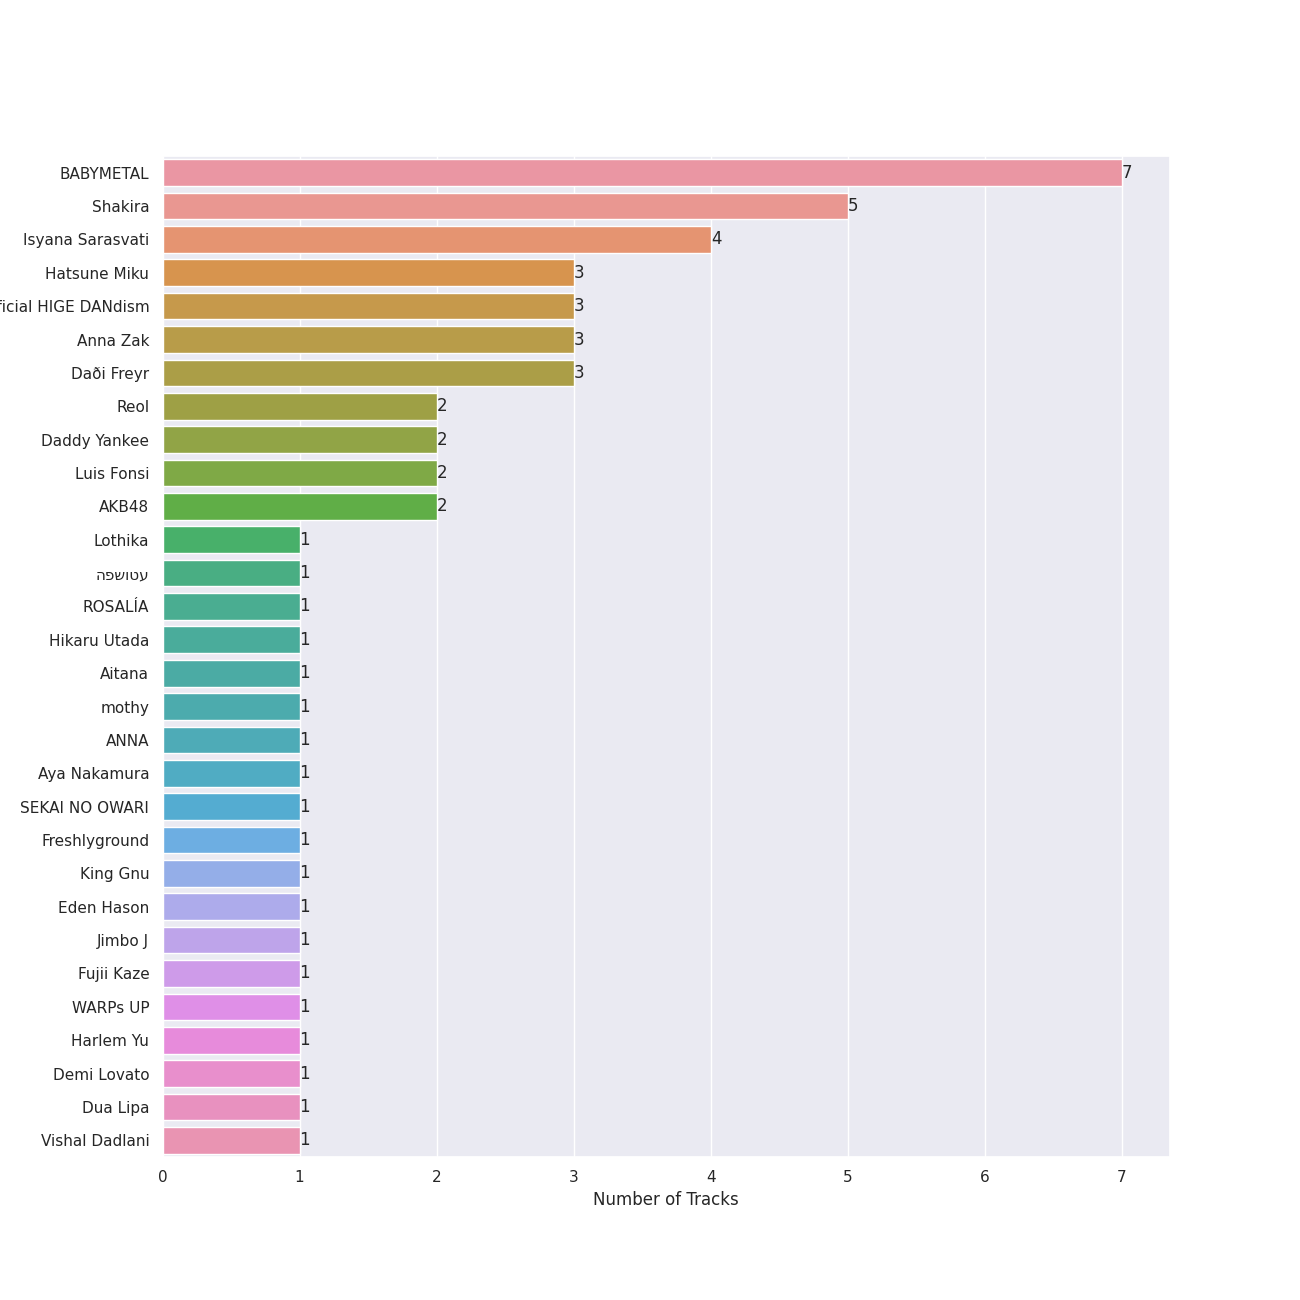 BABYMETAL 7
Shakira 5
Isyana Sarasvati 4
Hatsune Miku 3
ficial HIGE DANdism 3
Anna Zak 3
Daði Freyr 3
Reol 2
Daddy Yankee 2
Luis Fonsi 2
AKB48 2
Lothika 1
עטושפה 1
ROSALÍA 1
Hikaru Utada 1
Aitana 1
mothy 1
ANNA 1
Aya Nakamura 1
SEKAI NO OWARI 1
Freshlyground 1
King Gnu 1
Eden Hason 1
Jimbo J 1
Fujii Kaze 1
WARPs UP 1
Harlem Yu 1
Demi Lovato 1
Dua Lipa 1
Vishal Dadlani 1
0 1 2 3 4 5 6 7
Number of Tracks